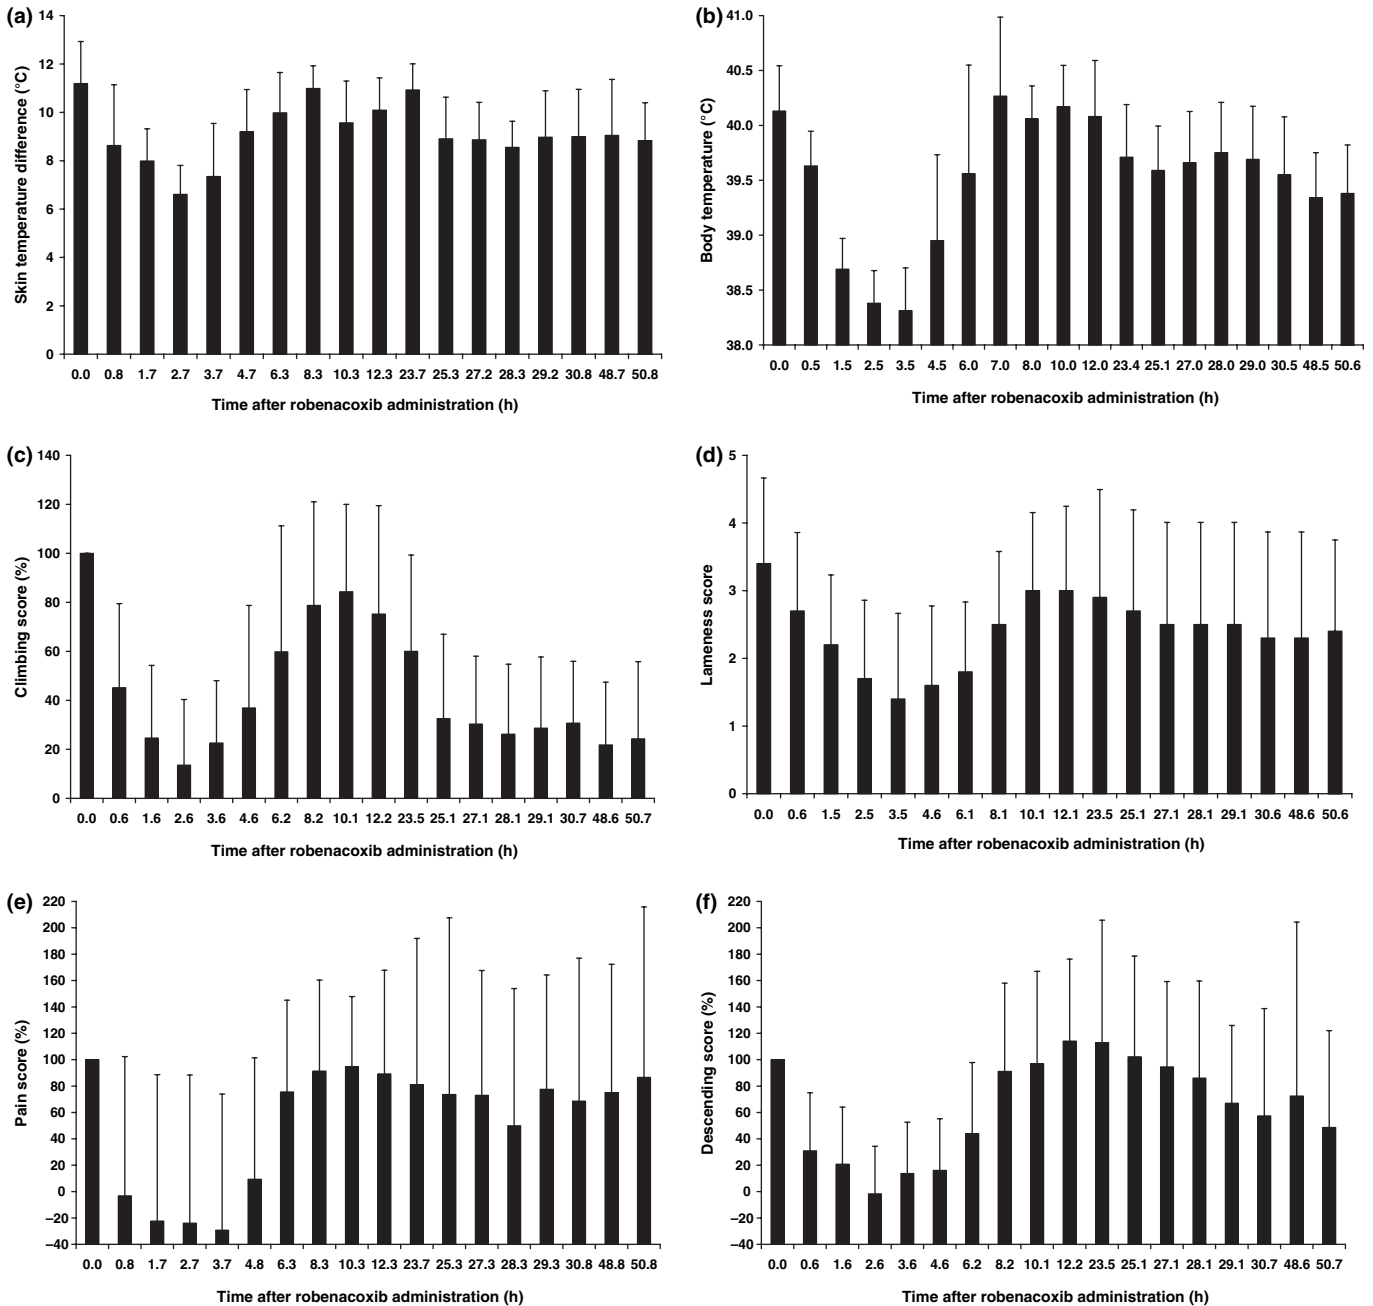 (a)
14
12
10
8
6
4
2
0
Skin temperature difference (°C)
0.0 0.8 1.7 2.7 3.7 4.7 6.3 8.3 10.3 12.3 23.7 25.3 27.2 28.3 29.2 30.8 48.7 50.8
Time after robenacoxib administration (h)
(b)
41.0
40.5
40.0
39.5
39.0
38.5
38.0
Body temperature (°C)
0.0 0.5 1.5 2.5 3.5 4.5 6.0 7.0 8.0 10.0 12.0 23.4 25.1 27.0 28.0 29.0 30.5 48.5 50.6
Time after robenacoxib administration (h)
(c)
140
120
100
80
60
40
20
0
Climbing score (%)
0.0 0.6 1.6 2.6 3.6 4.6 6.2 8.2 10.1 12.2 23.5 25.1 27.1 28.1 29.1 30.7 48.6 50.7
Time after robenacoxib administration (h)
(d)
5
4
3
2
1
0
Lameness score
0.0 0.6 1.5 2.5 3.5 4.6 6.1 8.1 10.1 12.1 23.5 25.1 27.1 28.1 29.1 30.6 48.6 50.6
Time after robenacoxib administration (h)
(e)
220
200
180
160
140
120
100
80
60
40
20
0
–20
–40
Pain score (%)
0.0 0.8 1.7 2.7 3.7 4.8 6.3 8.3 10.3 12.3 23.7 25.3 27.3 28.3 29.3 30.8 48.8 50.8
Time after robenacoxib administration (h)
(f)
220
200
180
160
140
120
100
80
60
40
20
0
–20
–40
Descending score (%)
0.0 0.6 1.6 2.6 3.6 4.6 6.2 8.2 10.1 12.2 23.5 25.1 27.1 28.1 29.1 30.7 48.6 50.7
Time after robenacoxib administration (h)